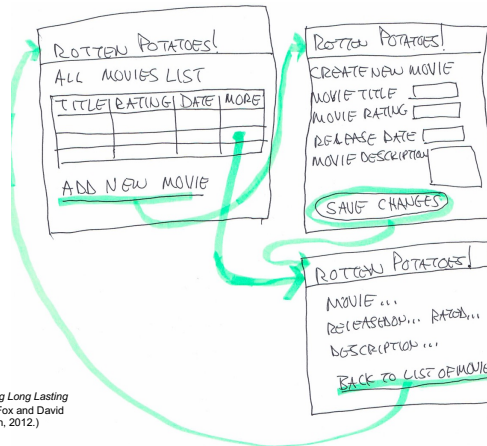 ROTTEN POTATOES!
ALL MOVIES LIST
TITLE RATING DATE MORE
ADD NEW MOVIE
ROTTEN POTATOES!
CREATE NEW MOVIE
MOVIE TITLE
MOVIE RATING
RELEASE DATE
MOVIE DESCRIPTION
SAVE CHANGES
ROTTEN POTATOES!
MOVIE...
RELEASED ON... RATED...
DESCRIPTION...
BACK TO LIST OF MOVIE
g Long Lasting
Fox and David
n, 2012.)